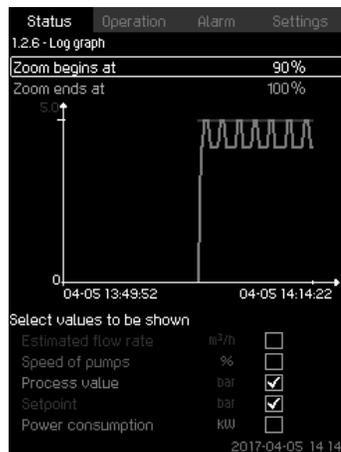 Status Operation Alarm Settings
1.2.6 - Log graph
Zoom begins at 90%
Zoom ends at 100%
5.0
0
04-05 13:49:52 04-05 14:14:22
Select values to be shown
Estimated flow rate m³/h
Speed of pumps %
Process value bar
Setpoint bar
Power consumption kW
2017-04-05 14:14